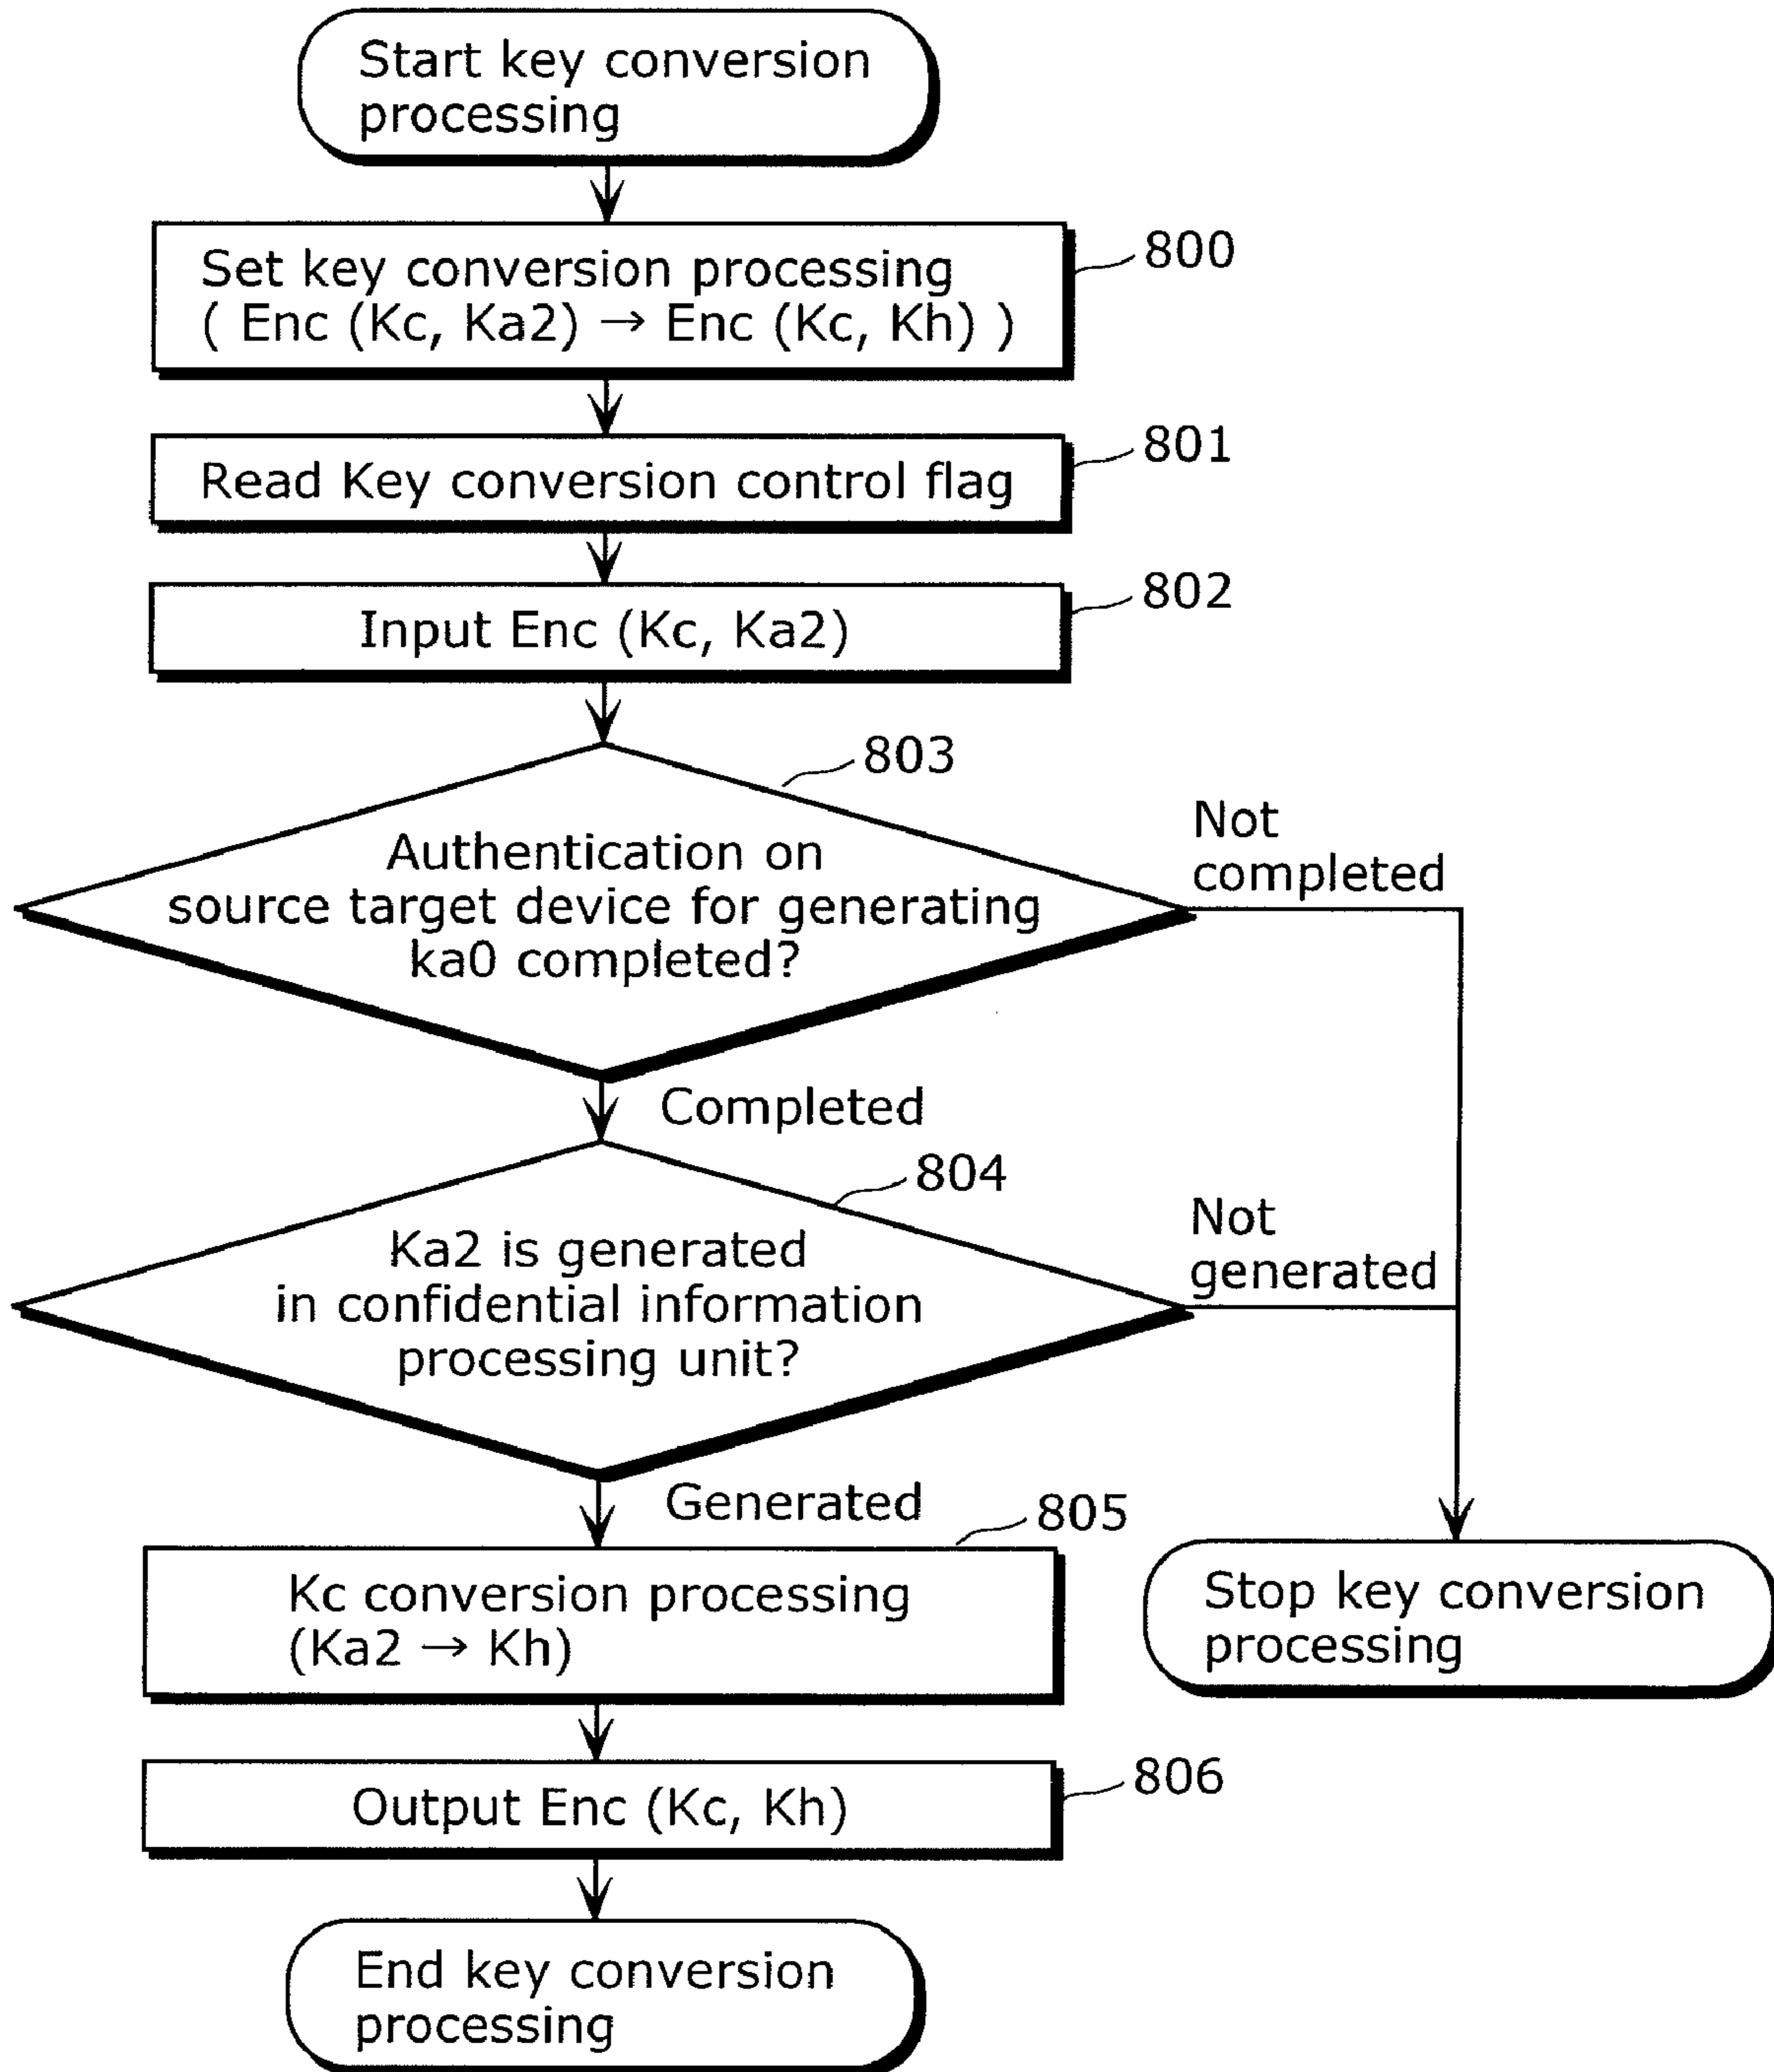 Start key conversion
processing
Set key conversion processing
( Enc (Kc, Ka2) → Enc (Kc, Kh) )
800
Read Key conversion control flag
801
Input Enc (Kc, Ka2)
802
803
Authentication on
source target device for generating
ka0 completed?
Not
completed
Completed
804
Ka2 is generated
in confidential information
processing unit?
Not
generated
Generated
805
Kc conversion processing
(Ka2 → Kh)
Stop key conversion
processing
Output Enc (Kc, Kh)
806
End key conversion
processing